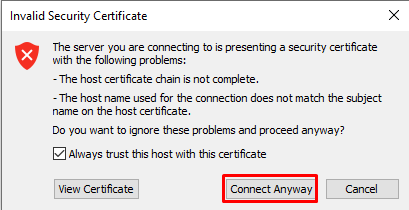 Invalid Security Certificate
The server you are connecting to is presenting a security certificate
with the following problems:
- The host certificate chain is not complete.
- The host name used for the connection does not match the subject
name on the host certificate.
Do you want to ignore these problems and proceed anyway?
Always trust this host with this certificate
View Certificate
Connect Anyway
Cancel